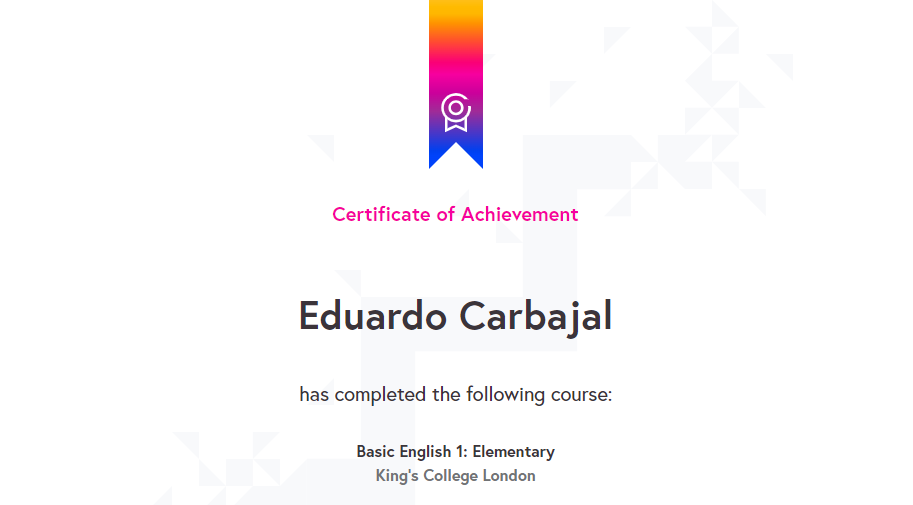 Certificate of Achievement
Eduardo Carbajal
has completed the following course:
Basic English 1: Elementary
King's College London